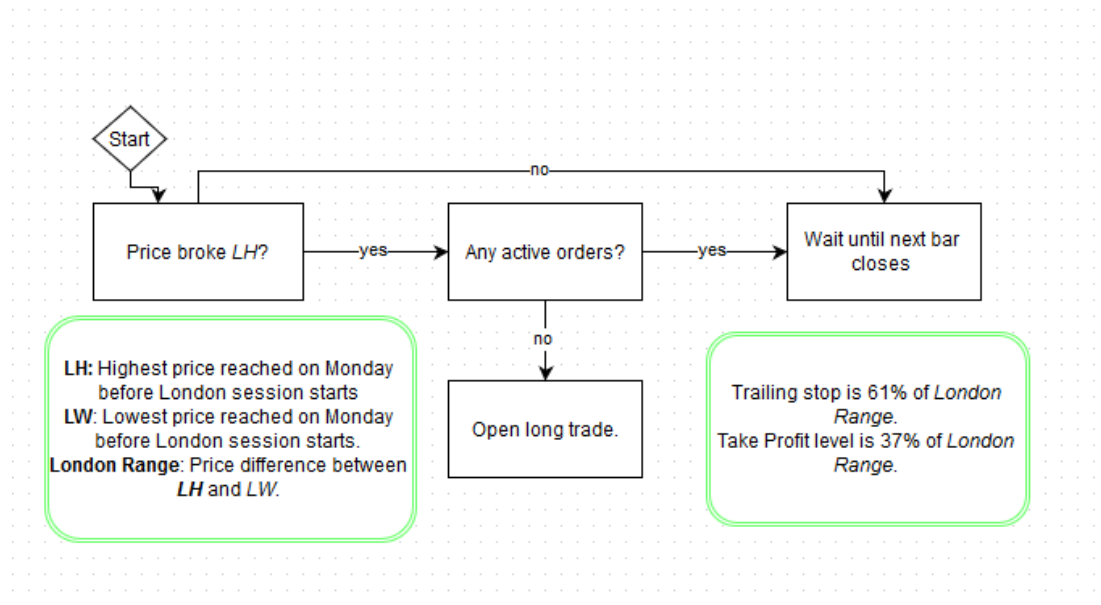 Start
no
Price broke LH?
yes
Any active orders?
yes
Wait until next bar
closes
no
Open long trade.
LH: Highest price reached on Monday
before London session starts
LW: Lowest price reached on Monday
before London session starts.
London Range: Price difference between
LH and LW.
Trailing stop is 61% of London
Range.
Take Profit level is 37% of London
Range.